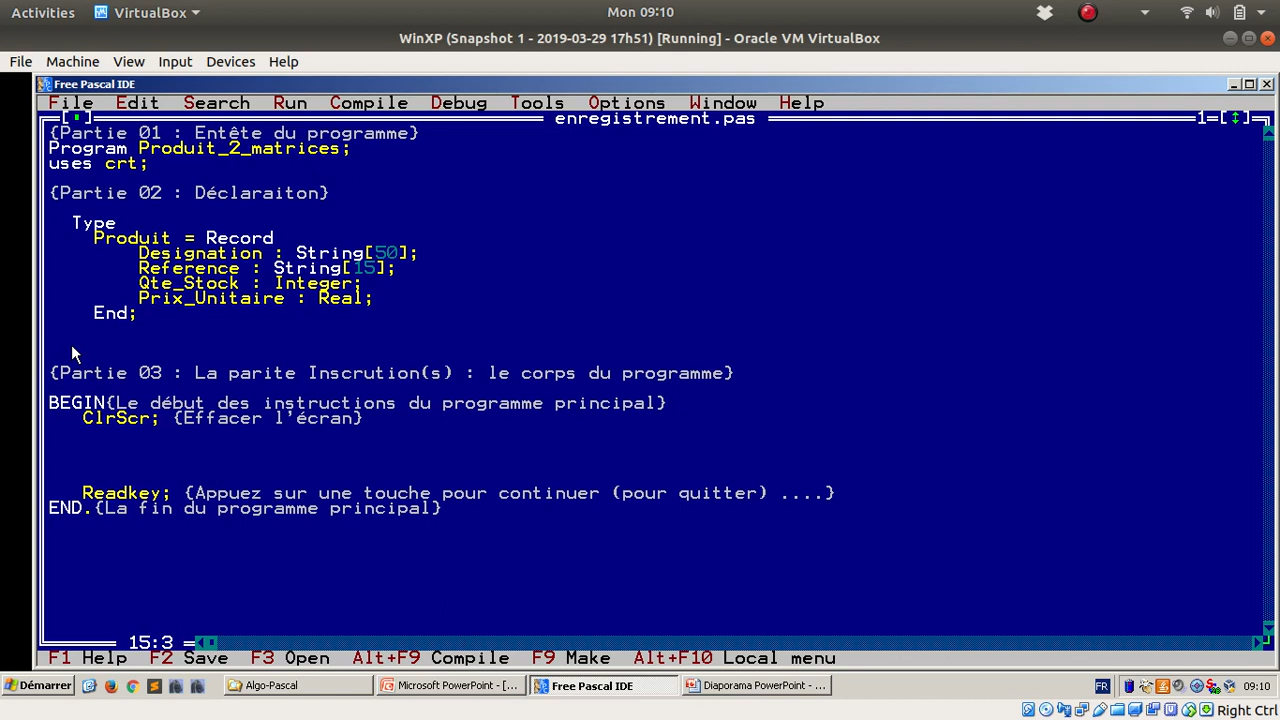 Activities VirtualBox Mon 09:10
WinXP (Snapshot 1 - 2019-03-29 17h51) [Running] - Oracle VM VirtualBox
File Machine View Input Devices Help
Free Pascal IDE
File Edit Search Run Compile Debug Tools Options Window Help
enregistrement.pas 1
{Partie 01 : Entête du programme}
Program Produit_2_matrices;
uses crt;
{Partie 02 : Déclaraiton}
Type
Produit = Record
Designation : String[50];
Reference : String[15];
Qte_Stock : Integer;
Prix_Unitaire : Real;
End;
{Partie 03 : La parite Inscrution(s) : le corps du programme}
BEGIN{Le début des instructions du programme principal}
ClrScr; {Effacer l'écran}
Readkey; {Appuez sur une touche pour continuer (pour quitter) ....}
END.{La fin du programme principal}
15:3
F1 Help F2 Save F3 Open Alt+F9 Compile F9 Make Alt+F10 Local menu
Démarrer Algo-Pascal Microsoft PowerPoint - [... Free Pascal IDE Diaporama PowerPoint - ... FR 09:10
Right Ctrl